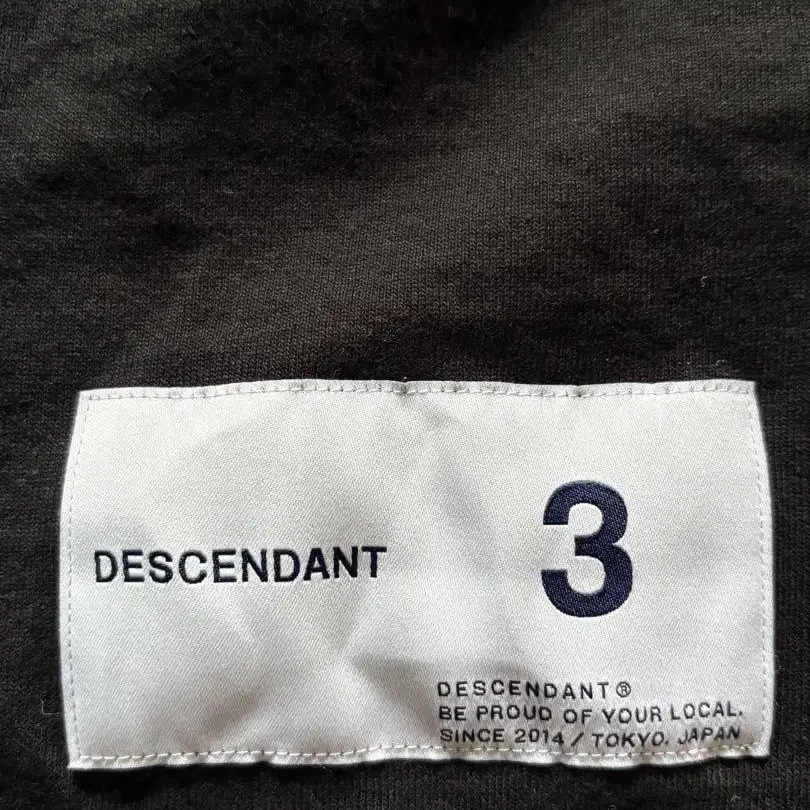 DESCENDANT
3
DESCENDANT®
BE PROUD OF YOUR LOCAL.
SINCE 2014 / TOKYO, JAPAN